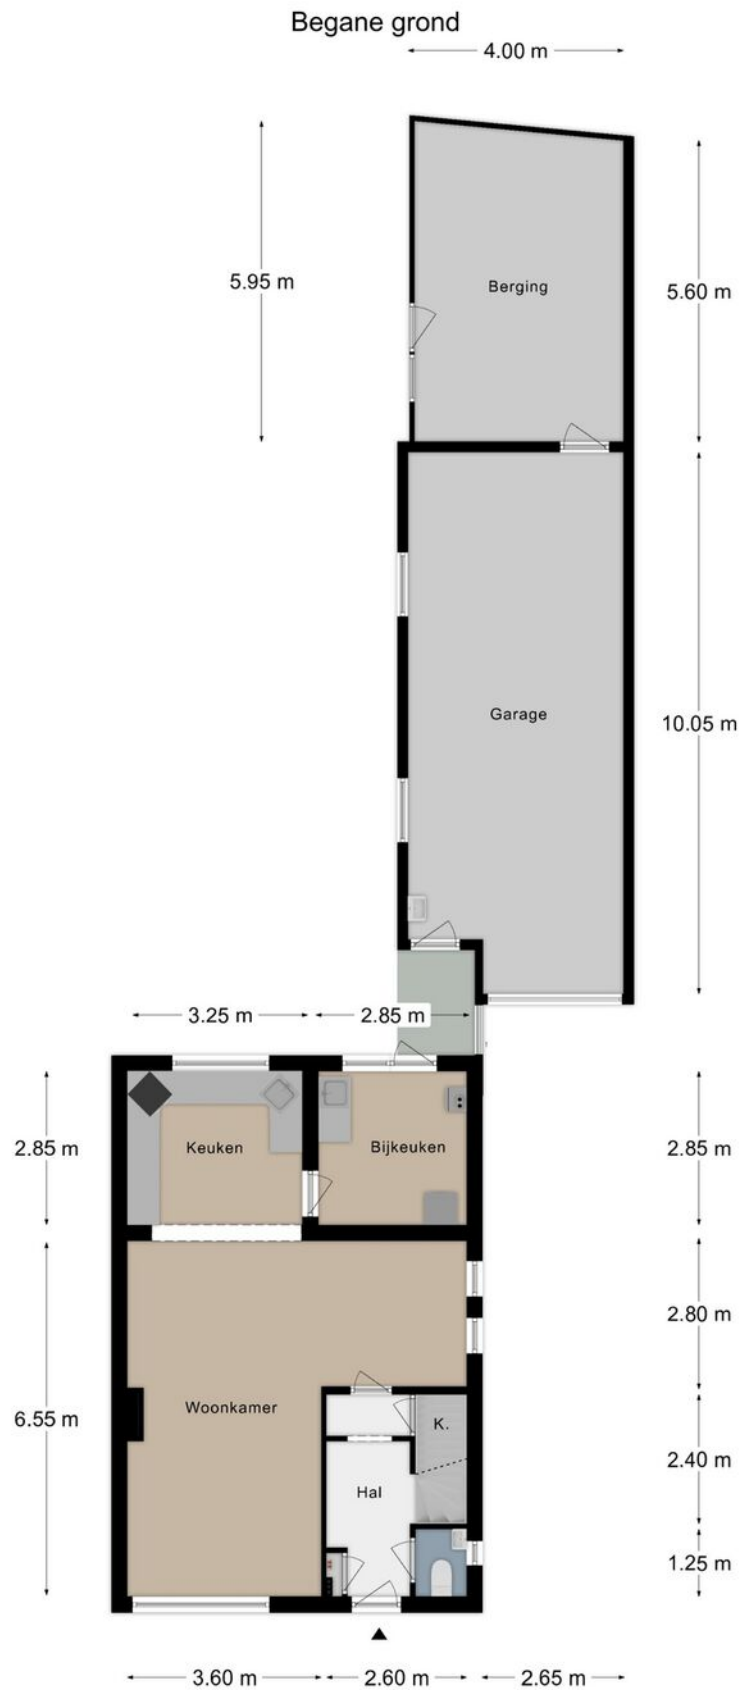 Begane grond
4.00 m
5.95 m
Berging
5.60 m
Garage
10.05 m
3.25 m
2.85 m
2.85 m
Keuken
Bijkeuken
2.85 m
2.80 m
Woonkamer
6.55 m
K.
2.40 m
Hal
1.25 m
3.60 m
2.60 m
2.65 m